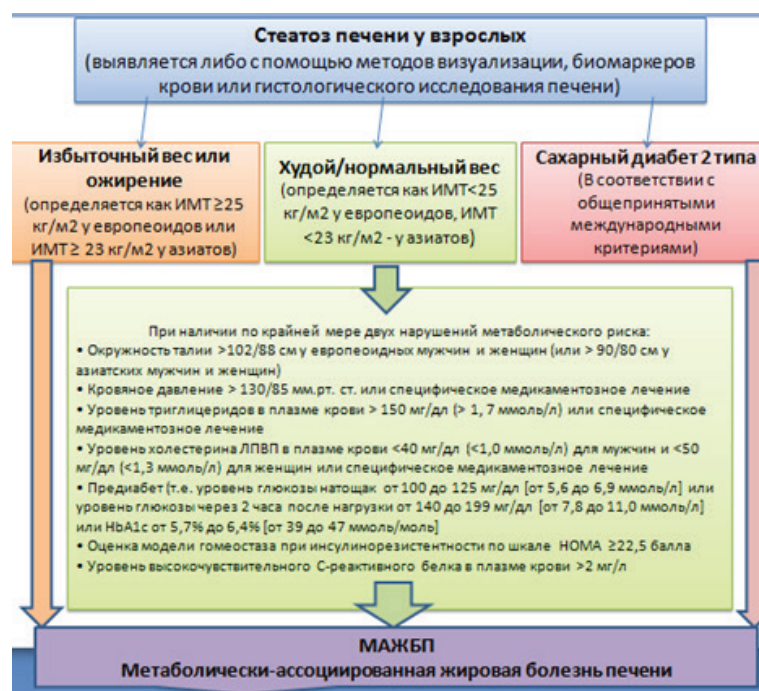 Стеатоз печени у взрослых
(выявляется либо с помощью методов визуализации, биомаркеров
крови или гистологического исследования печени)
Избыточный вес или
ожирение
(определяется как ИМТ≥25
кг/м2 у европеоидов или
ИМТ≥ 23 кг/м2 у азиатов)
Худой/нормальный вес
(определяется как ИМТ<25
кг/м2 у европеоидов, ИМТ
<23 кг/м2 - у азиатов)
Сахарный диабет 2 типа
(В соответствии с
общепринятыми
международными
критериями)
При наличии по крайней мере двух нарушений метаболического риска:
• Окружность талии >102/88 см у европеоидных мужчин и женщин (или > 90/80 см у
азиатских мужчин и женщин)
• Кровяное давление > 130/85 мм.рт. ст. или специфическое медикаментозное лечение
• Уровень триглицеридов в плазме крови > 150 мг/дл (> 1, 7 ммоль/л) или специфическое
медикаментозное лечение
• Уровень холестерина ЛПВП в плазме крови <40 мг/дл (<1,0 ммоль/л) для мужчин и <50
мг/дл (<1,3 ммоль/л) для женщин или специфическое медикаментозное лечение
• Предиабет (т.е. уровень глюкозы натощак от 100 до 125 мг/дл [от 5,6 до 6,9 ммоль/л] или
уровень глюкозы через 2 часа после нагрузки от 140 до 199 мг/дл [от 7,8 до 11,0 ммоль/л]
или HbA1c от 5,7% до 6,4% [от 39 до 47 ммоль/моль]
• Оценка модели гомеостаза при инсулинорезистентности по шкале HOMA ≥22,5 балла
• Уровень высокочувствительного С-реактивного белка в плазме крови >2 мг/л
МАЖБП
Метаболически-ассоциированная жировая болезнь печени